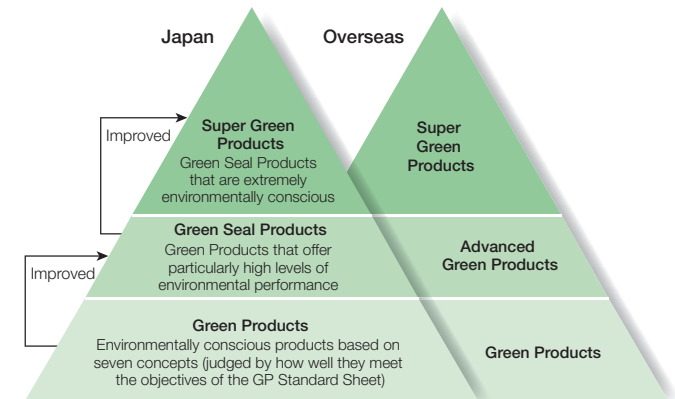 Japan
Overseas
Improved
Super Green
Products
Green Seal Products
that are extremely
environmentally conscious
Super
Green
Products
Improved
Green Seal Products
Green Products that offer
particularly high levels of
environmental performance
Advanced
Green Products
Green Products
Environmentally conscious products based on
seven concepts (judged by how well they meet
the objectives of the GP Standard Sheet)
Green Products